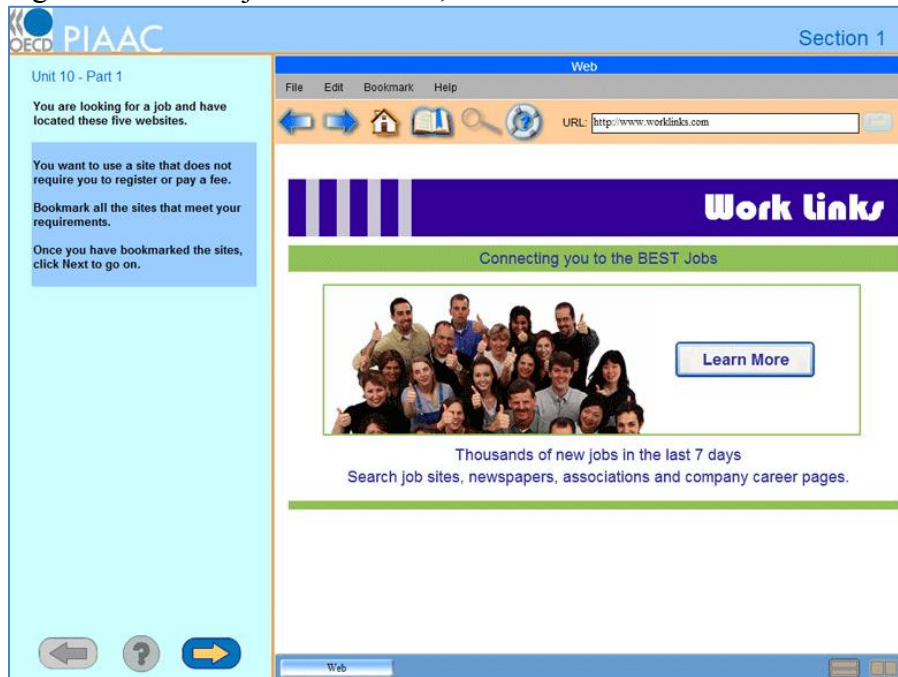 OECD PIAAC
Section 1
Unit 10 - Part 1
You are looking for a job and have
located these five websites.
You want to use a site that does not
require you to register or pay a fee.
Bookmark all the sites that meet your
requirements.
Once you have bookmarked the sites,
click Next to go on.
Web
File Edit Bookmark Help
URL: http://www.worklinks.com
Work Links
Connecting you to the BEST Jobs
Learn More
Thousands of new jobs in the last 7 days
Search job sites, newspapers, associations and company career pages.
?
Web